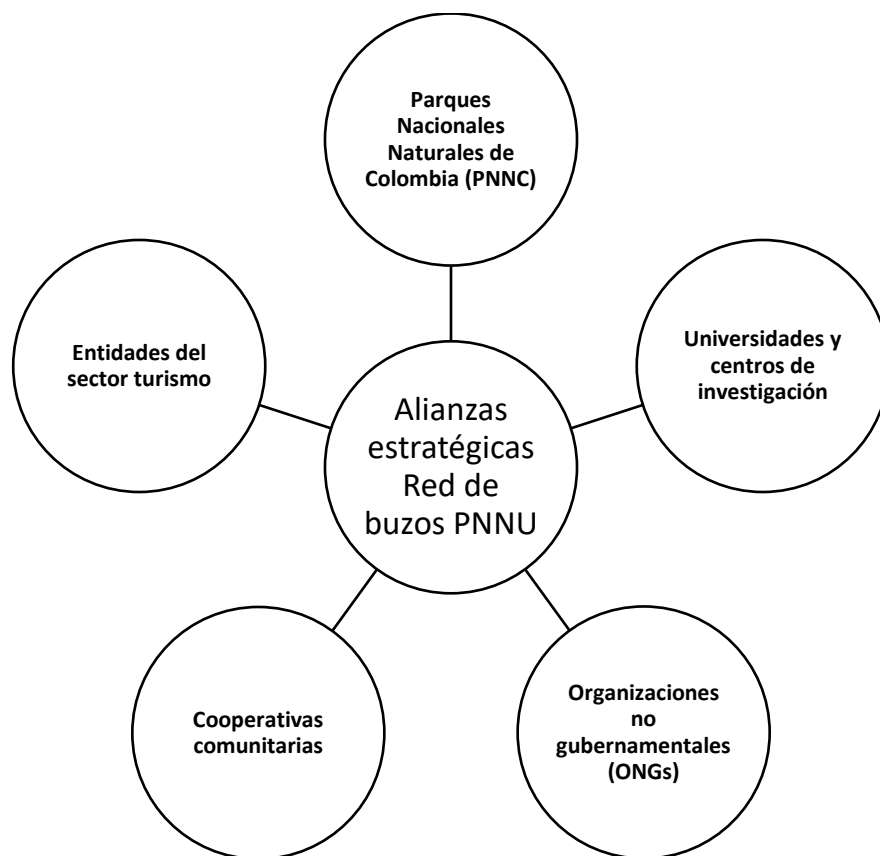 Parques
Nacionales
Naturales de
Colombia (PNNC)
Entidades del
sector turismo
Universidades y
centros de
investigación
Alianzas
estratégicas
Red de
buzos PNNU
Cooperativas
comunitarias
Organizaciones
no
gubernamentales
(ONGs)